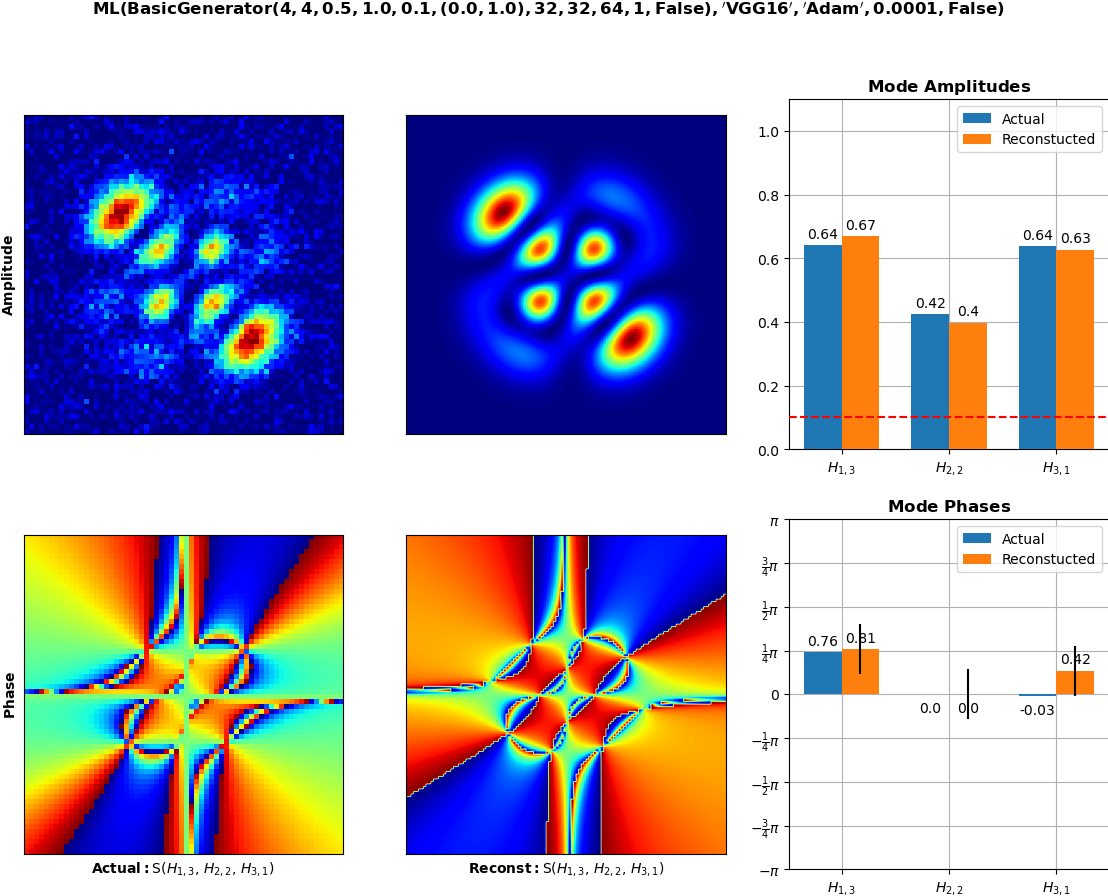 ML(BasicGenerator(4, 4, 0.5, 1.0, 0.1, (0.0, 1.0), 32, 32, 64, 1, False), ′VGG16′, ′Adam′, 0.0001, False)
Amplitude
Mode Amplitudes
Actual
Reconstucted
1.0
0.8
0.6
0.4
0.2
0.0
0.64 0.67
0.42 0.4
0.64 0.63
H1,3 H2,2 H3,1
Phase
Actual: S(H1,3, H2,2, H3,1)
Reconst: S(H1,3, H2,2, H3,1)
Mode Phases
Actual
Reconstucted
π
3/4π
1/2π
1/4π
0
−1/4π
−1/2π
−3/4π
−π
0.76 0.81
0.0 0.0
-0.03 0.42
H1,3 H2,2 H3,1